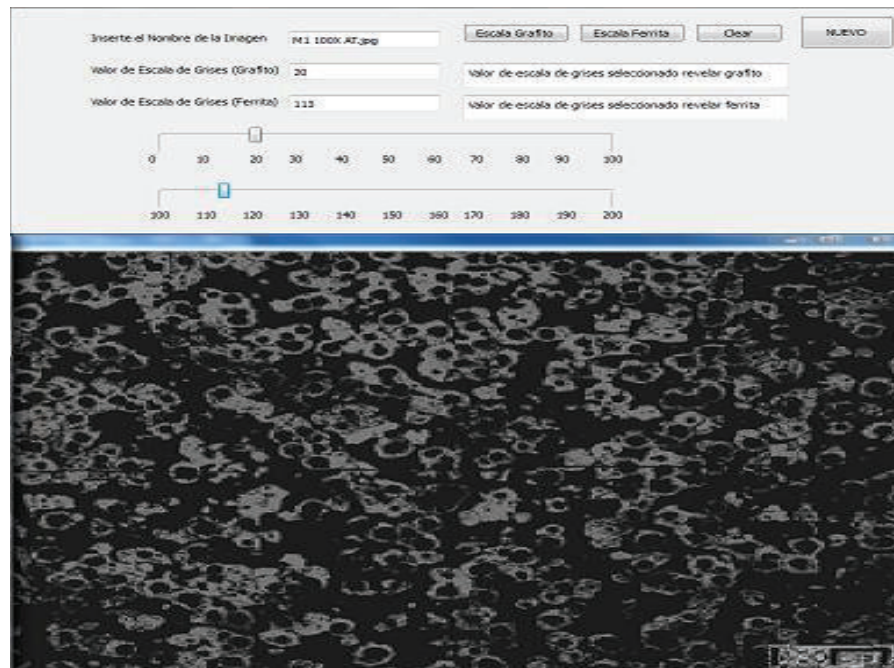 Inserte el Nombre de la Imagen M1 100X AT.jpg Escala Grafito Escala Ferrita Clear NUEVO
Valor de Escala de Grises (Grafito) 20 Valor de escala de grises seleccionado revelar grafito
Valor de Escala de Grises (Ferrita) 113 Valor de escala de grises seleccionado revelar ferrita
0 10 20 30 40 50 60 70 80 90 100
100 110 120 130 140 150 160 170 180 190 200